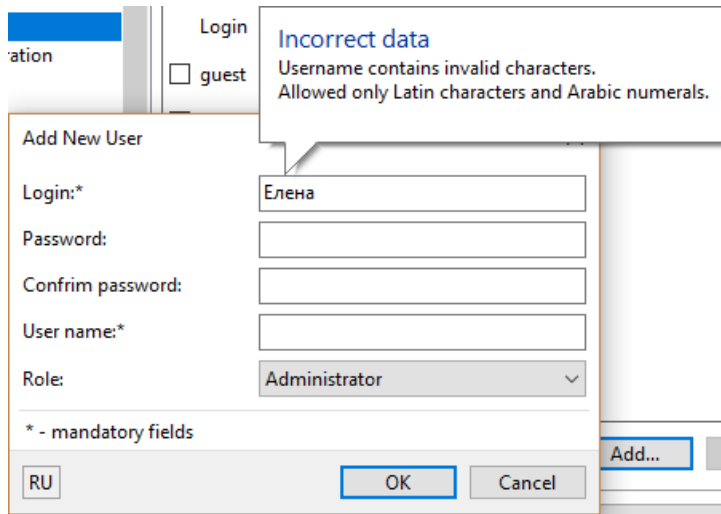 Login
Incorrect data
Username contains invalid characters.
Allowed only Latin characters and Arabic numerals.
ration
guest
Add New User
Login:*
Елена
Password:
Confrim password:
User name:*
Role:
Administrator
* - mandatory fields
Add...
RU
OK
Cancel